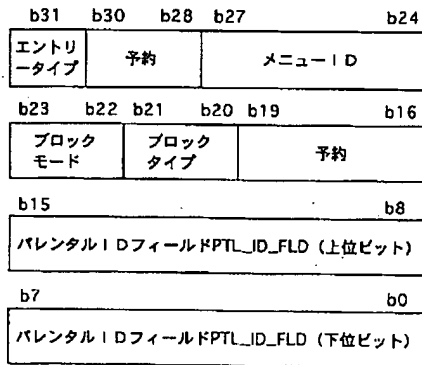 b31 b30 b28 b27 b24
エントリ
ータイプ
予約
メニューID
b23 b22 b21 b20 b19 b16
ブロック
モード
ブロック
タイプ
予約
b15 b8
パレンタルIDフィールドPTL_ID_FLD(上位ビット)
b7 b0
パレンタルIDフィールドPTL_ID_FLD(下位ビット)